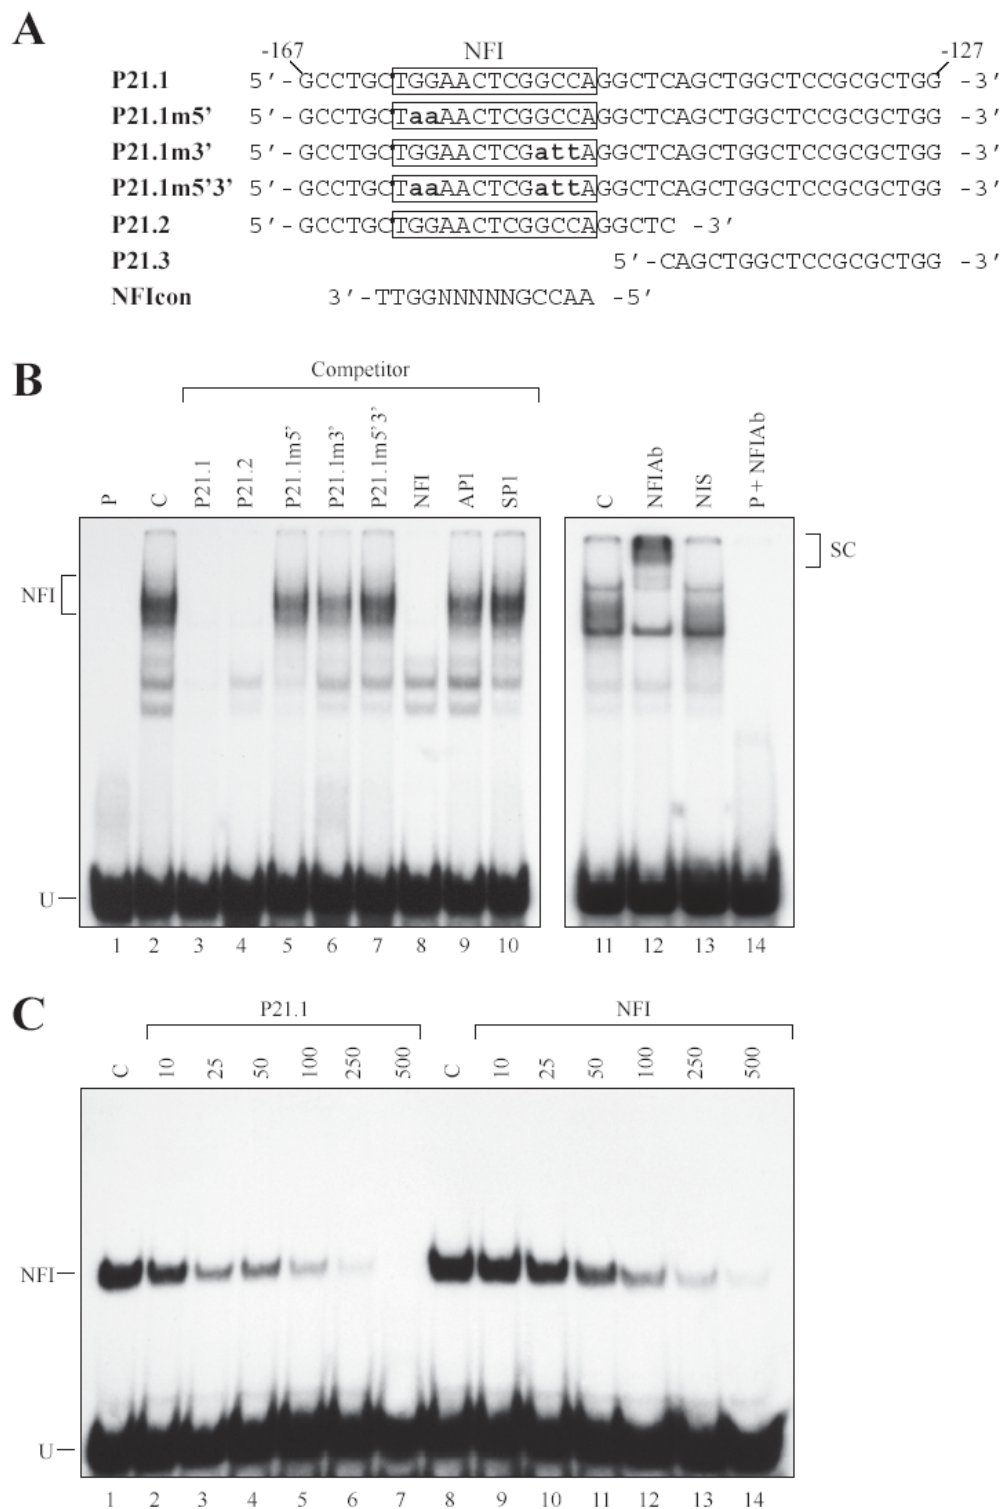 A
-167 NFI -127
P21.1 5′-GCCTGCTGGAACTCGGCCAGGCTCAGCTGGCTCCGCGCTGG -3′
P21.1m5' 5′-GCCTGCTaaAACTCGGCCAGGCTCAGCTGGCTCCGCGCTGG -3′
P21.1m3' 5′-GCCTGCTGGAACTCGattAGGCTCAGCTGGCTCCGCGCTGG -3′
P21.1m5'3' 5′-GCCTGCTaaAACTCGattAGGCTCAGCTGGCTCCGCGCTGG -3′
P21.2 5′-GCCTGCTGGAACTCGGCCAGGCTC -3′
P21.3 5′-CAGCTGGCTCCGCGCTGG -3′
NFIcon 3′-TTGGNNNNNGCCAA -5′
B
Competitor
P C P21.1 P21.2 P21.1m5' P21.1m3' P21.1m5'3' NFI AP1 SP1 C NFIAb NIS P + NFIAb
SC
NFI
U
1 2 3 4 5 6 7 8 9 10 11 12 13 14
C
P21.1 NFI
C 10 25 50 100 250 500 C 10 25 50 100 250 500
NFI
U
1 2 3 4 5 6 7 8 9 10 11 12 13 14